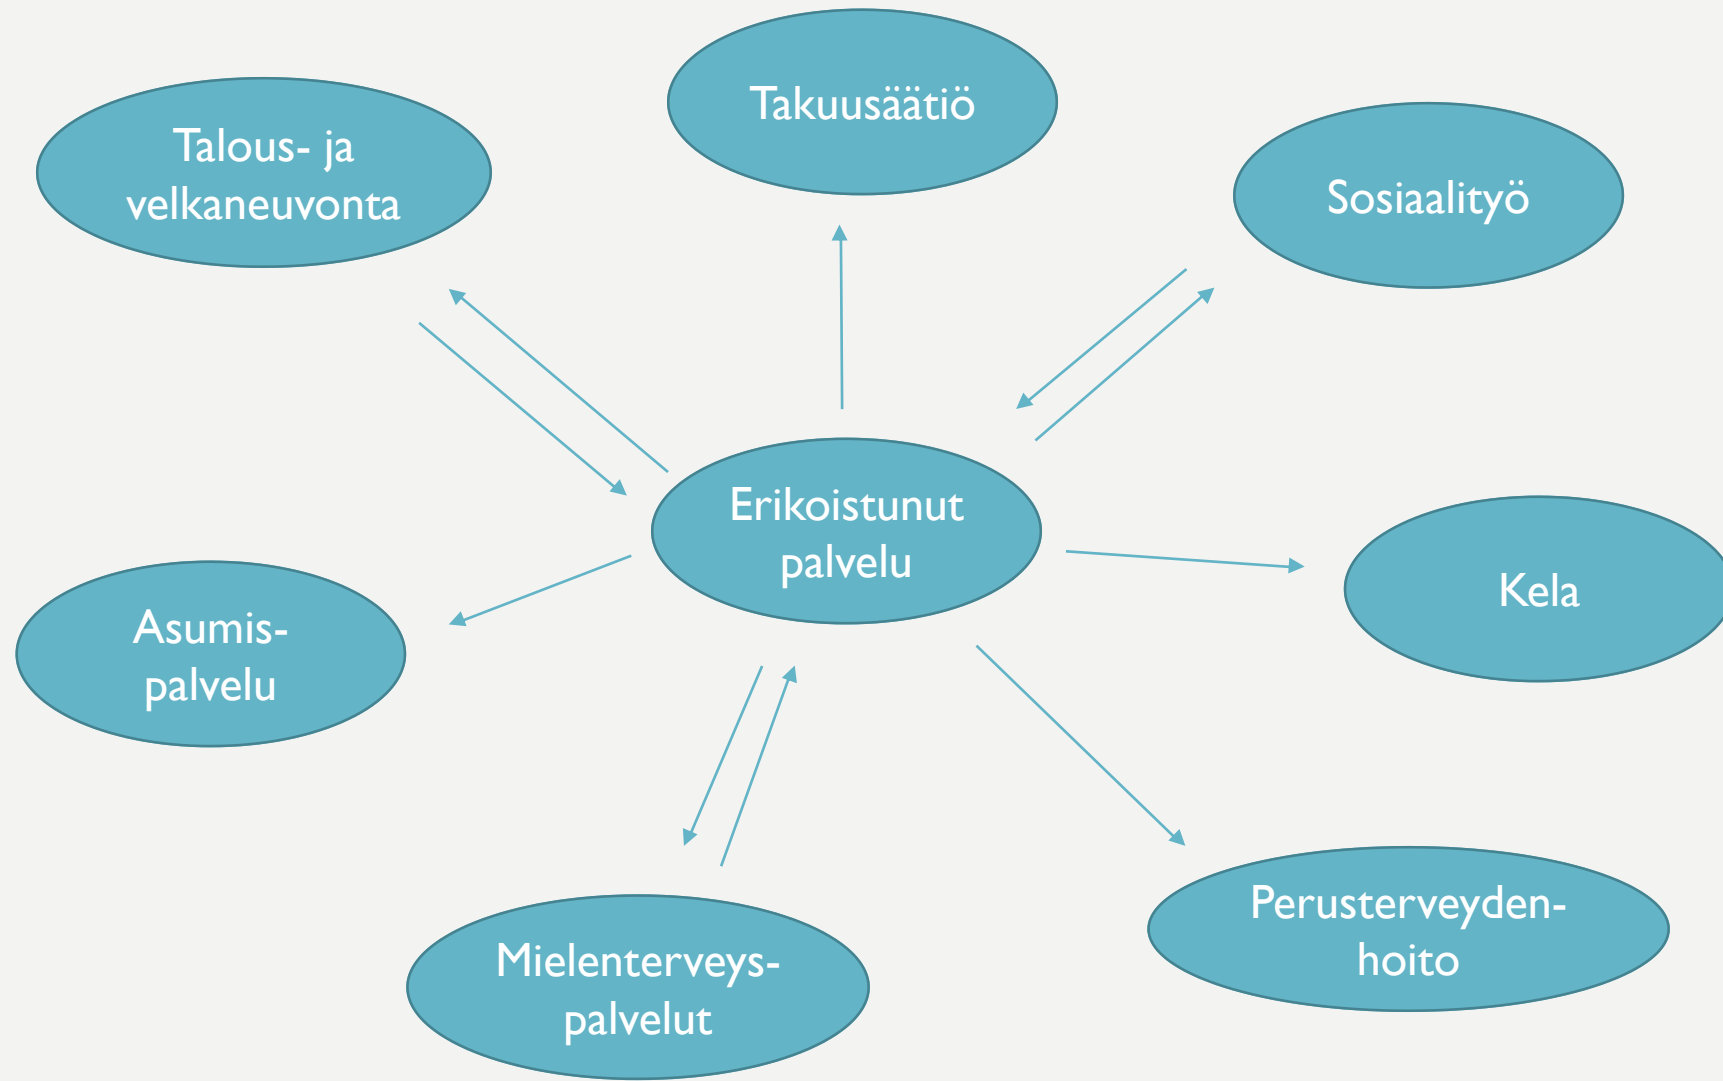 Takuusäätiö
Talous- ja
velkaneuvonta
Sosiaalityö
Erikoistunut
palvelu
Kela
Asumis-
palvelu
Perusterveyden-
hoito
Mielenterveys-
palvelut